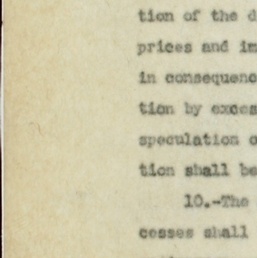 tion of the d
prices and im
in consequenc
tion by exces
speculation o
tion shall be
10.-The
cesses shall